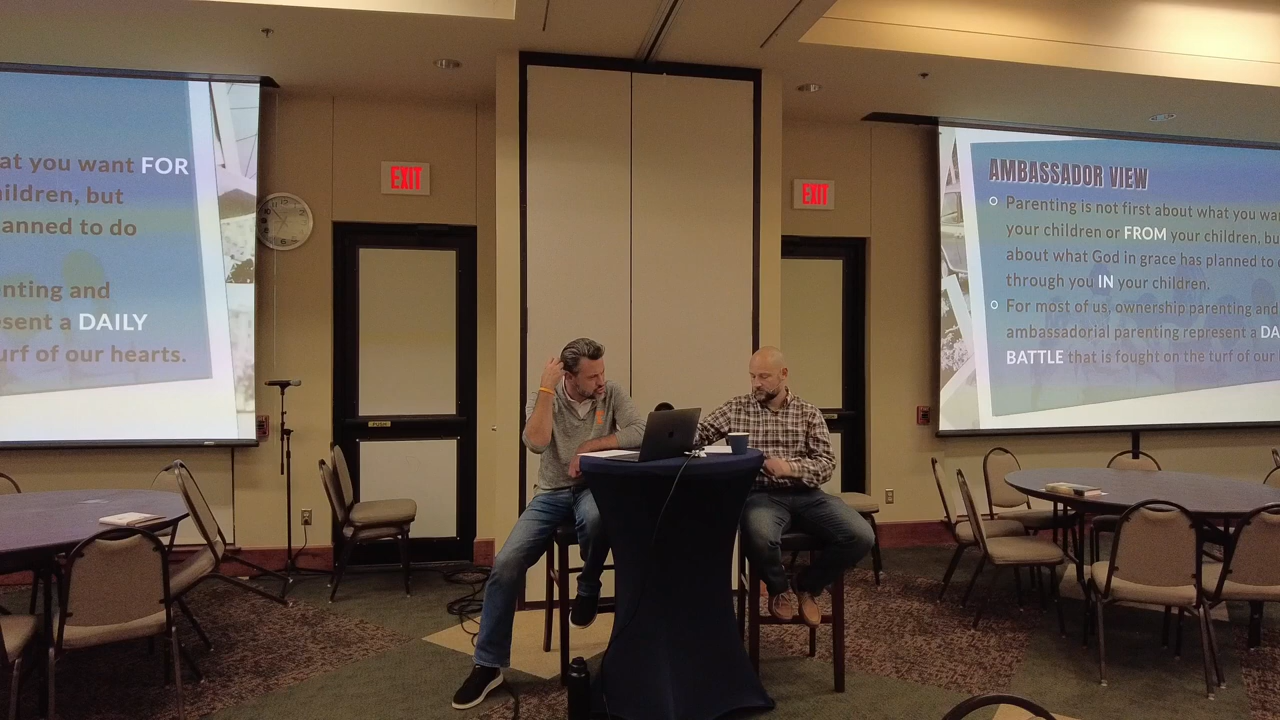 at you want FOR
hildren, but
anned to do
nting and
sent a DAILY
urf of our hearts.
EXIT
PUSH
EXIT
AMBASSADOR VIEW
Parenting is not first about what you wa
your children or FROM your children, bu
about what God in grace has planned to
through you IN your children.
For most of us, ownership parenting and
ambassadorial parenting represent a DA
BATTLE that is fought on the turf of our